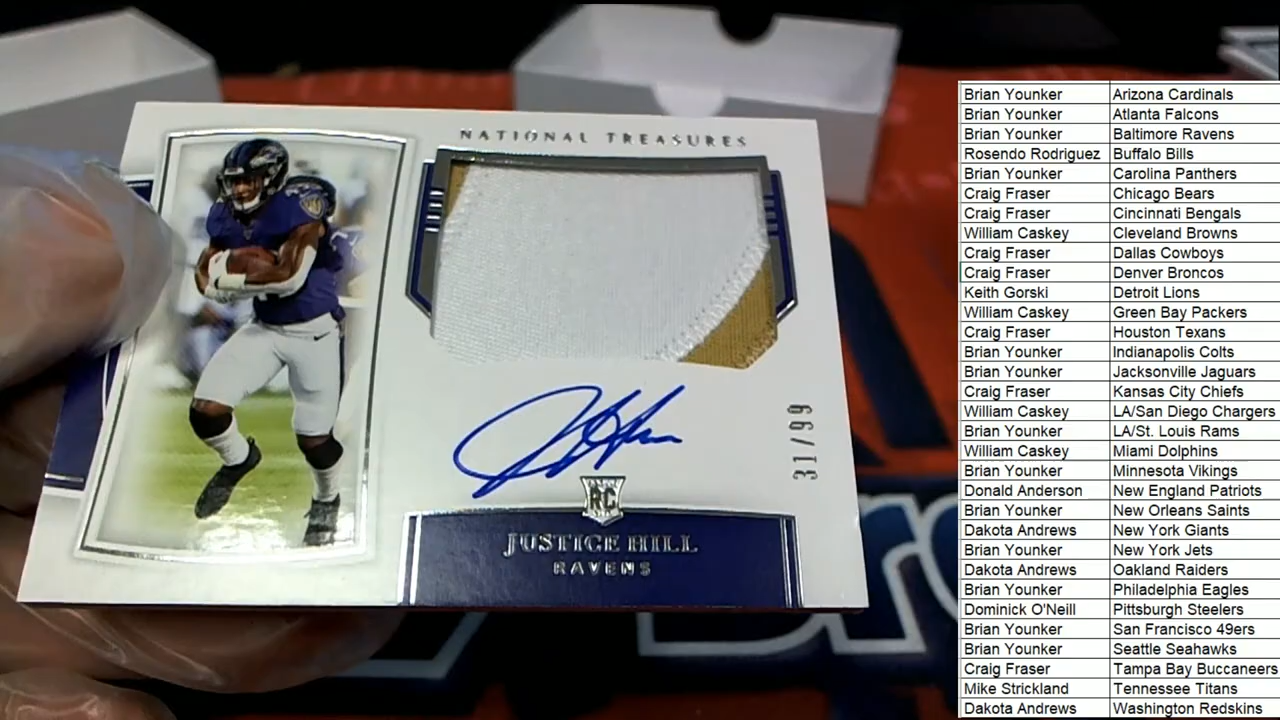 NATIONAL TREASURES
31/99
RC
JUSTICE HILL
RAVENS
Brian Younker Arizona Cardinals
Brian Younker Atlanta Falcons
Brian Younker Baltimore Ravens
Rosendo Rodriguez Buffalo Bills
Brian Younker Carolina Panthers
Craig Fraser Chicago Bears
Craig Fraser Cincinnati Bengals
William Caskey Cleveland Browns
Craig Fraser Dallas Cowboys
Craig Fraser Denver Broncos
Keith Gorski Detroit Lions
William Caskey Green Bay Packers
Craig Fraser Houston Texans
Brian Younker Indianapolis Colts
Brian Younker Jacksonville Jaguars
Craig Fraser Kansas City Chiefs
William Caskey LA/San Diego Chargers
Brian Younker LA/St. Louis Rams
William Caskey Miami Dolphins
Brian Younker Minnesota Vikings
Donald Anderson New England Patriots
Brian Younker New Orleans Saints
Dakota Andrews New York Giants
Brian Younker New York Jets
Dakota Andrews Oakland Raiders
Brian Younker Philadelphia Eagles
Dominick O'Neill Pittsburgh Steelers
Brian Younker San Francisco 49ers
Brian Younker Seattle Seahawks
Craig Fraser Tampa Bay Buccaneers
Mike Strickland Tennessee Titans
Dakota Andrews Washington Redskins